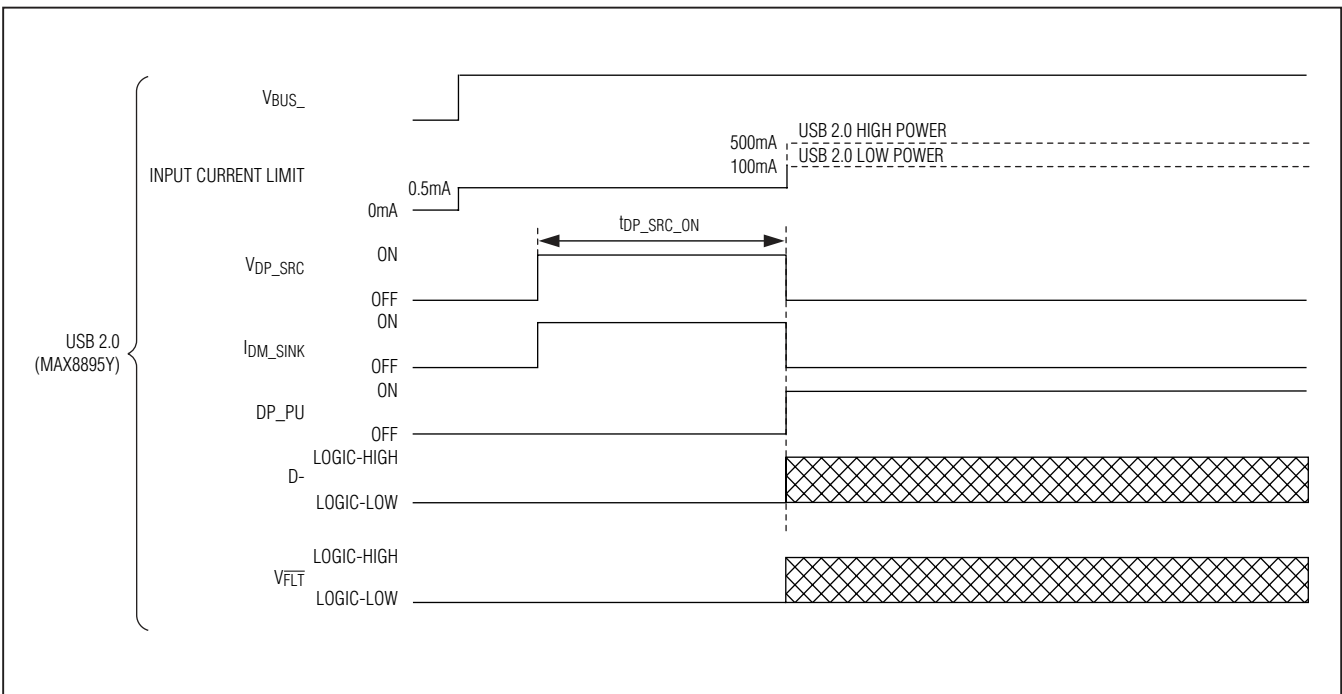 VBUS_
500mA USB 2.0 HIGH POWER
100mA USB 2.0 LOW POWER
INPUT CURRENT LIMIT
0.5mA
0mA
tDP_SRC_ON
ON
VDP_SRC
OFF
ON
USB 2.0
(MAX8895Y)
IDM_SINK
OFF
ON
DP_PU
OFF
LOGIC-HIGH
D-
LOGIC-LOW
LOGIC-HIGH
VF̅L̅T̅
LOGIC-LOW